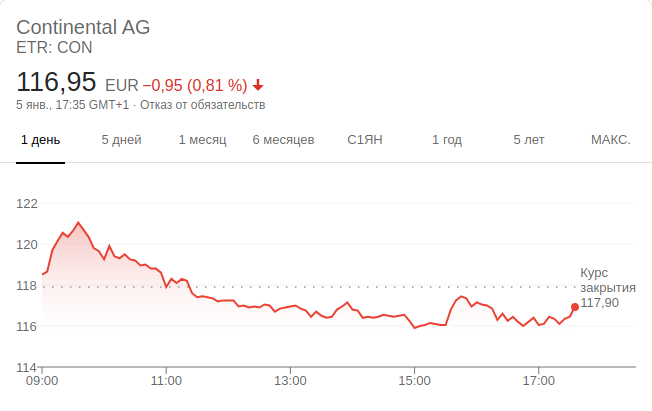 Continental AG
ETR: CON
116,95 EUR −0,95 (0,81 %)
5 янв., 17:35 GMT+1 · Отказ от обязательств
1 день 5 дней 1 месяц 6 месяцев С1ЯН 1 год 5 лет МАКС.
122
120
118
116
114
Курс
закрытия
117,90
09:00 11:00 13:00 15:00 17:00